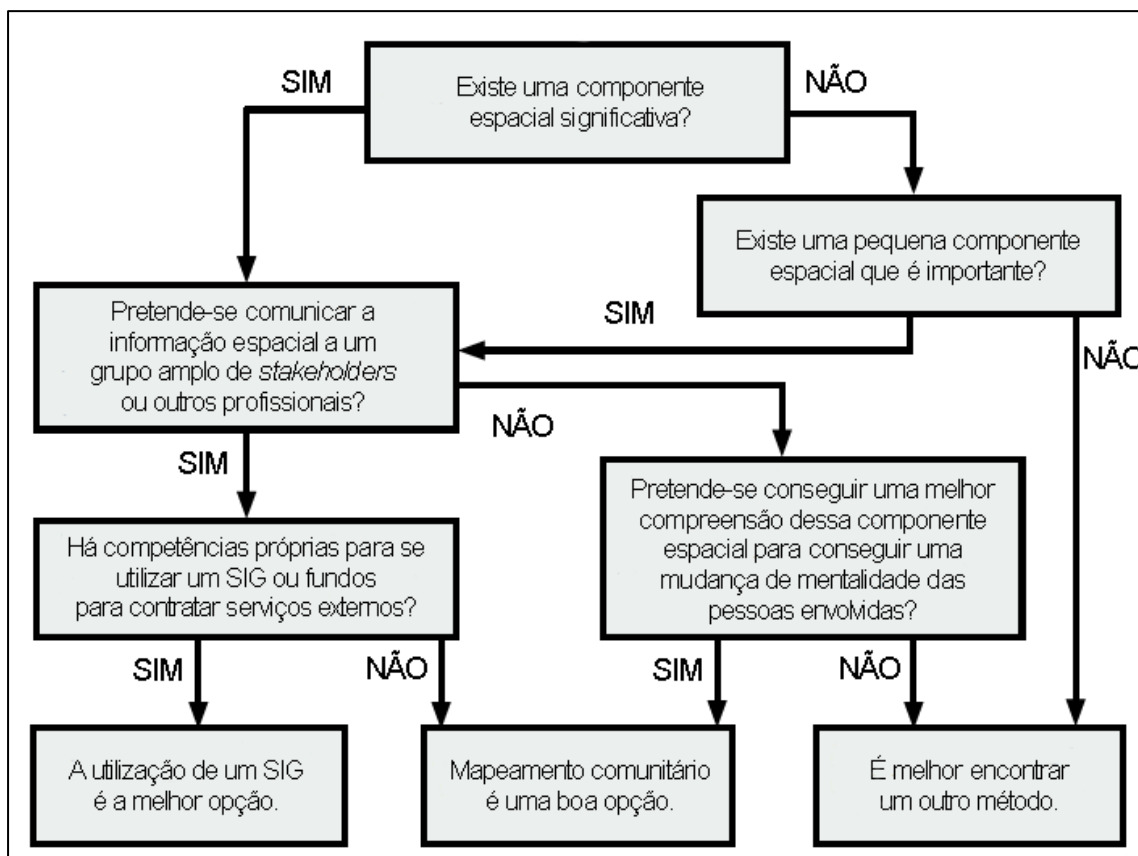 SIM
NÃO
Existe uma componente
espacial significativa?
Existe uma pequena componente
espacial que é importante?
SIM
NÃO
Pretende-se comunicar a
informação espacial a um
grupo amplo de stakeholders
ou outros profissionais?
SIM
NÃO
Pretende-se conseguir uma melhor
compreensão dessa componente
espacial para conseguir uma
mudança de mentalidade das
pessoas envolvidas?
Há competências próprias para se
utilizar um SIG ou fundos
para contratar serviços externos?
SIM
NÃO
SIM
NÃO
A utilização de um SIG
é a melhor opção.
Mapeamento comunitário
é uma boa opção.
É melhor encontrar
um outro método.